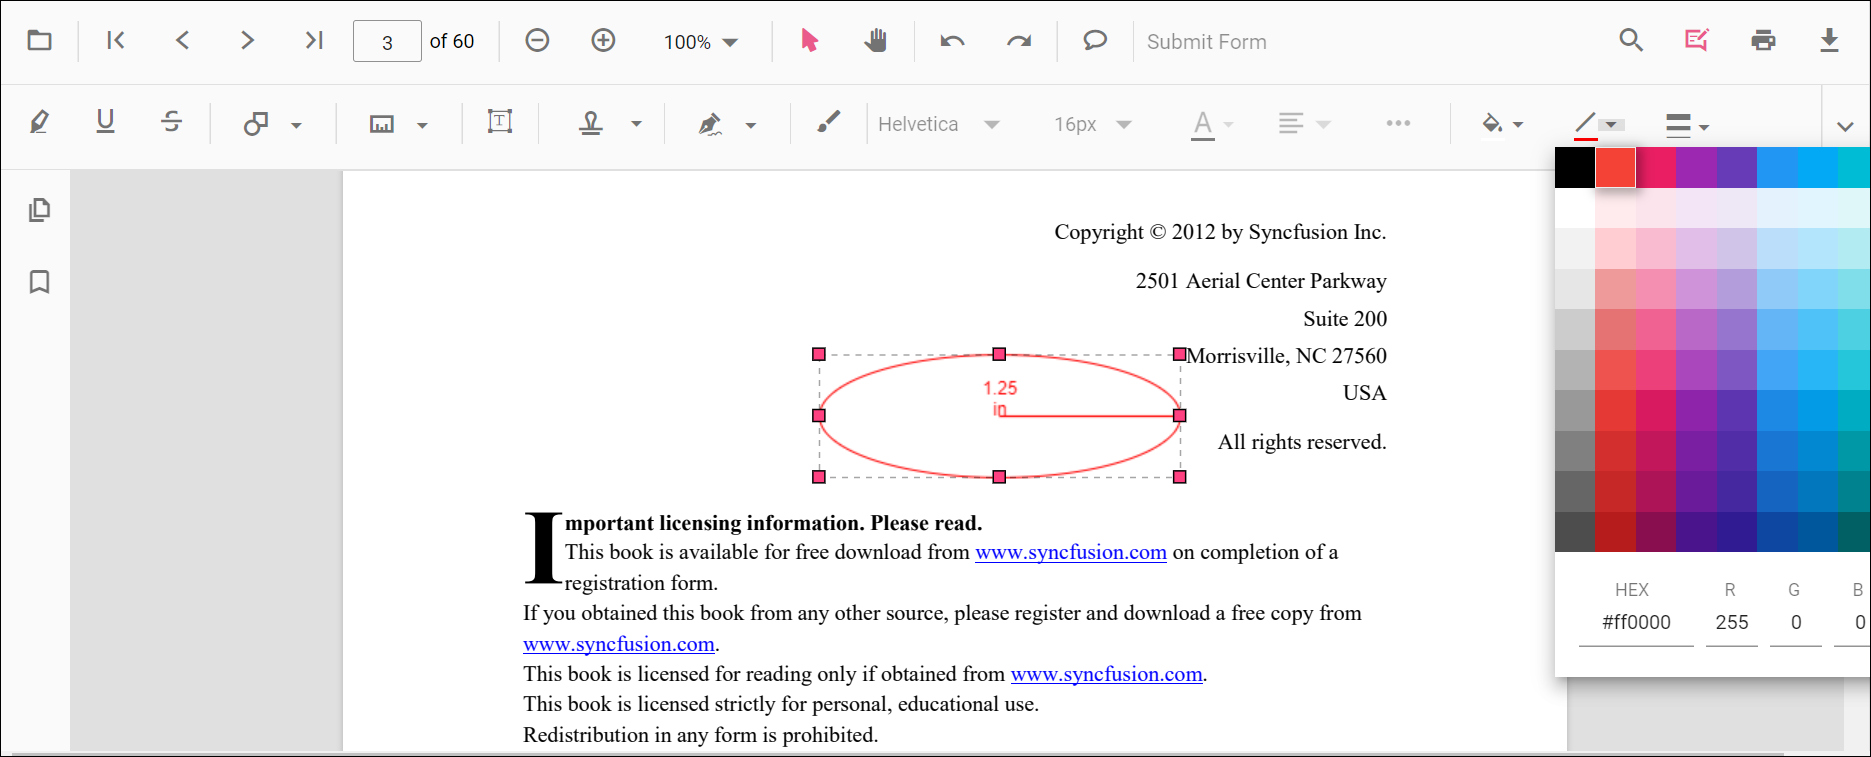 3 of 60 100% Submit Form
Helvetica 16px
Copyright © 2012 by Syncfusion Inc.
2501 Aerial Center Parkway
Suite 200
Morrisville, NC 27560
USA
All rights reserved.
1.25
in
Important licensing information. Please read.
This book is available for free download from www.syncfusion.com on completion of a
registration form.
If you obtained this book from any other source, please register and download a free copy from
www.syncfusion.com.
This book is licensed for reading only if obtained from www.syncfusion.com.
This book is licensed strictly for personal, educational use.
Redistribution in any form is prohibited.
HEX R G B
#ff0000 255 0 0